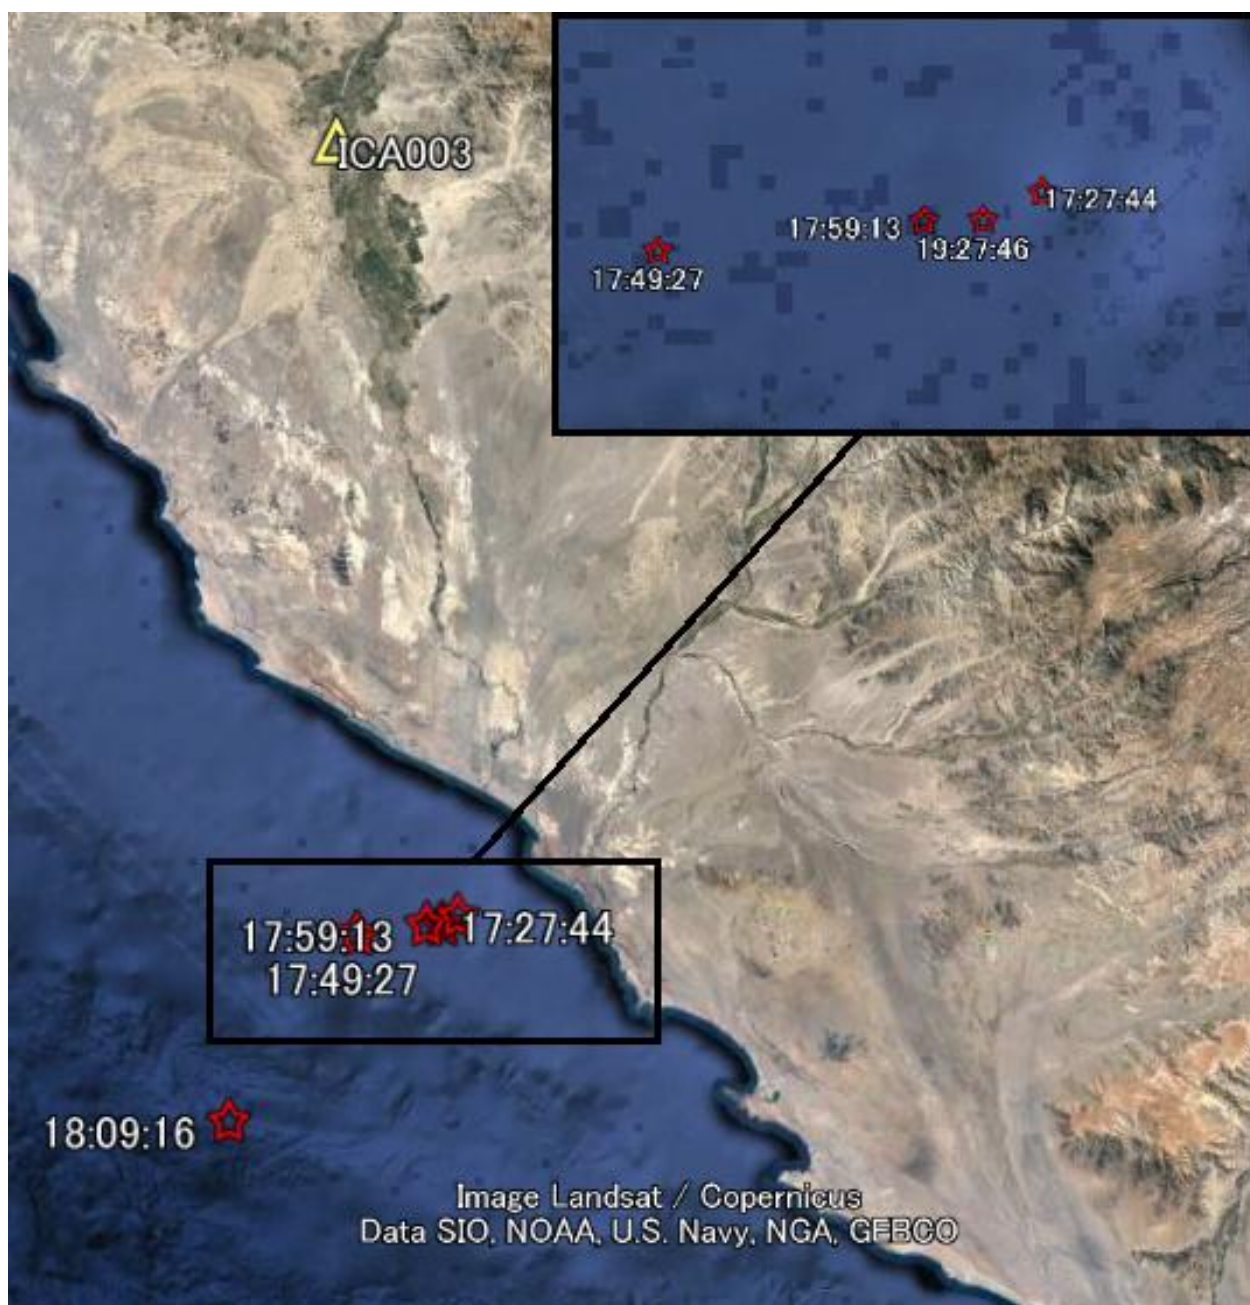 ICA003
17:27:44
17:59:13
19:27:46
17:49:27
17:59:13
17:27:44
17:49:27
18:09:16
Image Landsat / Copernicus
Data SIO, NOAA, U.S. Navy, NGA, GEBCO